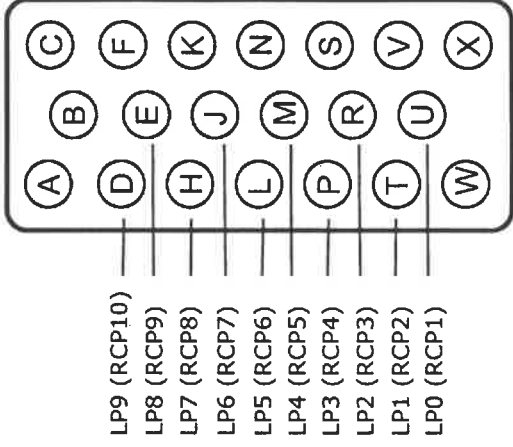 C F K N S V X
B E J M R U
A D H L P T W
LP9 (RCP10)
LP8 (RCP9)
LP7 (RCP8)
LP6 (RCP7)
LP5 (RCP6)
LP4 (RCP5)
LP3 (RCP4)
LP2 (RCP3)
LP1 (RCP2)
LP0 (RCP1)